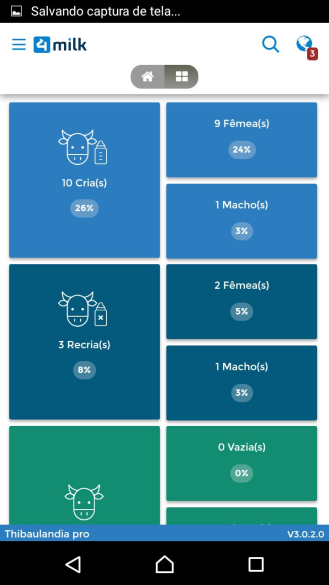 Salvando captura de tela...
4milk
3
10 Cria(s)
26%
9 Fêmea(s)
24%
1 Macho(s)
3%
3 Recria(s)
8%
2 Fêmea(s)
5%
1 Macho(s)
3%
0 Vazia(s)
0%
Thibaulandia pro
V3.0.2.0